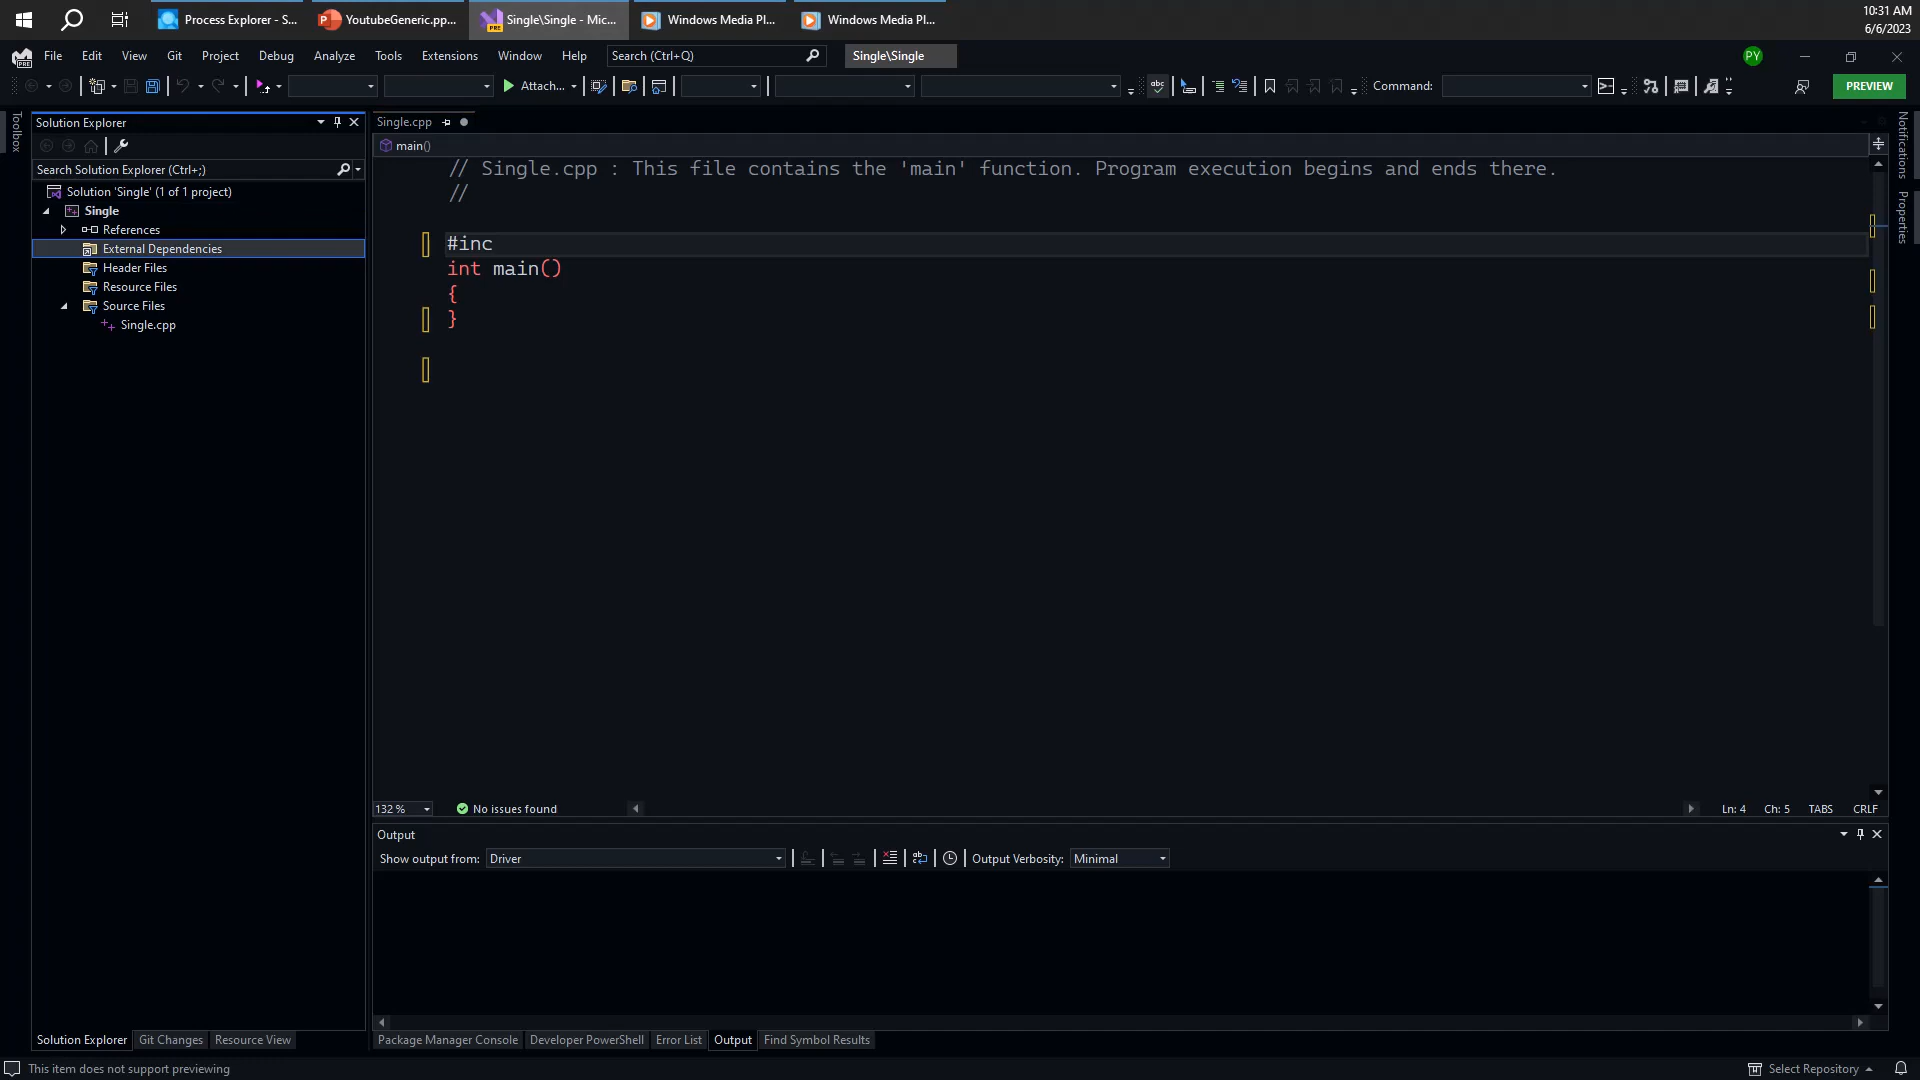 Process Explorer - S...
YoutubeGeneric.pp...
Single\Single - Mic...
Windows Media Pl...
Windows Media Pl...
10:31 AM
6/6/2023
File Edit View Git Project Debug Analyze Tools Extensions Window Help Search (Ctrl+Q) Single\Single PY
Attach... Command: PREVIEW
Toolbox
Solution Explorer
Search Solution Explorer (Ctrl+;)
Solution 'Single' (1 of 1 project)
Single
References
External Dependencies
Header Files
Resource Files
Source Files
Single.cpp
Single.cpp
main()
// Single.cpp : This file contains the 'main' function. Program execution begins and ends there.
//
#inc
int main()
{
}
Notifications
Properties
132 % No issues found Ln: 4 Ch: 5 TABS CRLF
Output
Show output from: Driver Output Verbosity: Minimal
Solution Explorer Git Changes Resource View
Package Manager Console Developer PowerShell Error List Output Find Symbol Results
This item does not support previewing Select Repository